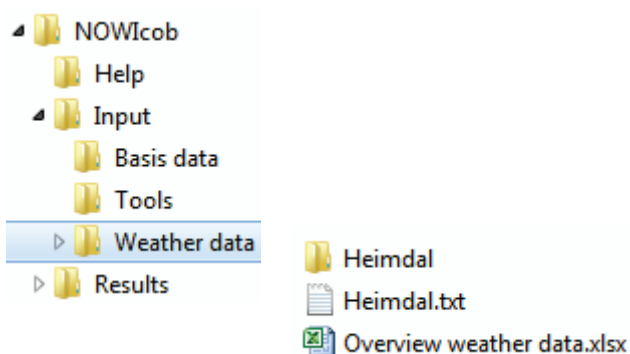 NOWIcob
Help
Input
Basis data
Tools
Weather data
Results
Heimdal
Heimdal.txt
Overview weather data.xlsx